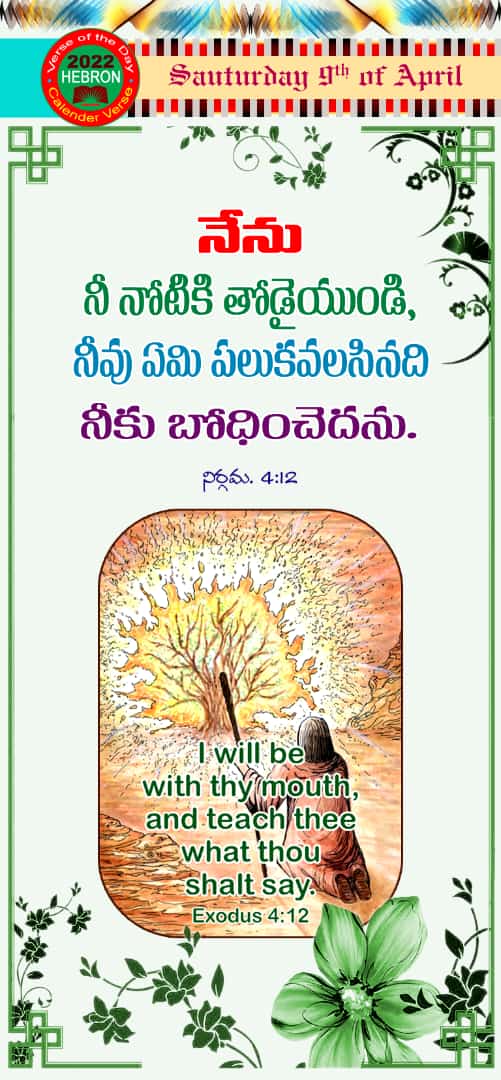 Verse of the Day
2022
HEBRON
Calender Verse
Sauturday 9th of April
నేను
నీ నోటికి తోడైయుండి,
నీవు ఏమి పలుకవలసినది
నీకు బోధించెదను.
నిర్గమ. 4:12
I will be
with thy mouth,
and teach thee
what thou
shalt say.
Exodus 4:12